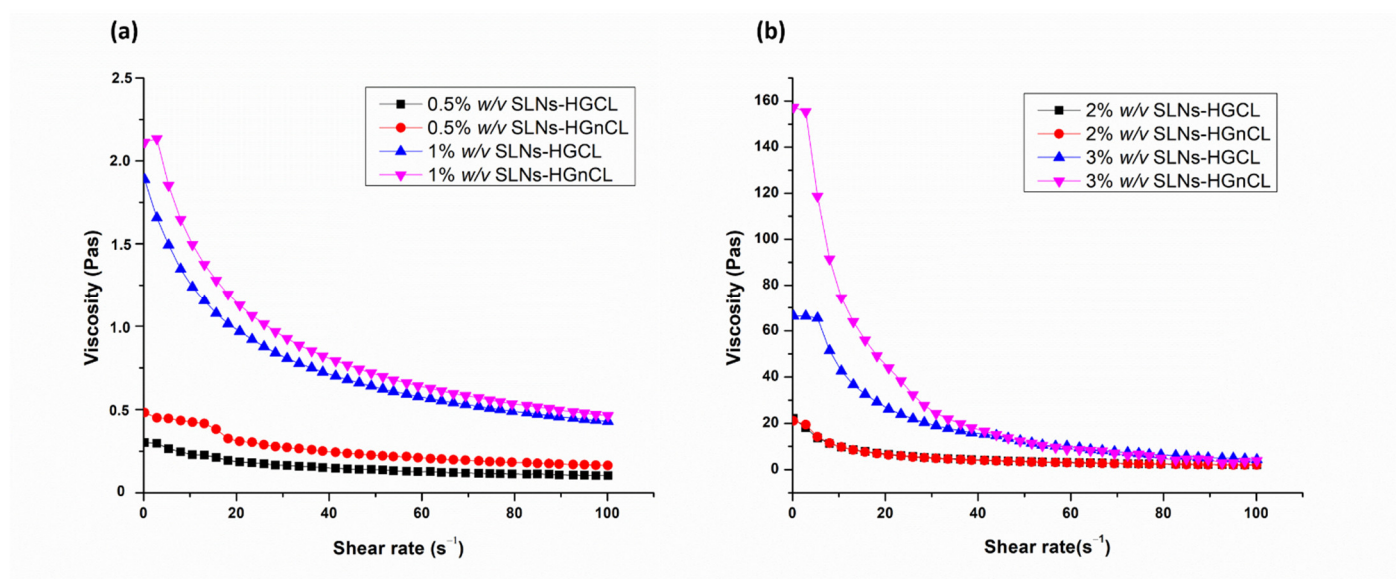 (a)
2.5
2.0
1.5
1.0
0.5
0
0
20
40
60
80
100
Viscosity (Pas)
Shear rate (s⁻¹)
0.5% w/v SLNs-HGCL
0.5% w/v SLNs-HGnCL
1% w/v SLNs-HGCL
1% w/v SLNs-HGnCL
(b)
160
140
120
100
80
60
40
20
0
0
20
40
60
80
100
Viscosity (Pas)
Shear rate(s⁻¹)
2% w/v SLNs-HGCL
2% w/v SLNs-HGnCL
3% w/v SLNs-HGCL
3% w/v SLNs-HGnCL